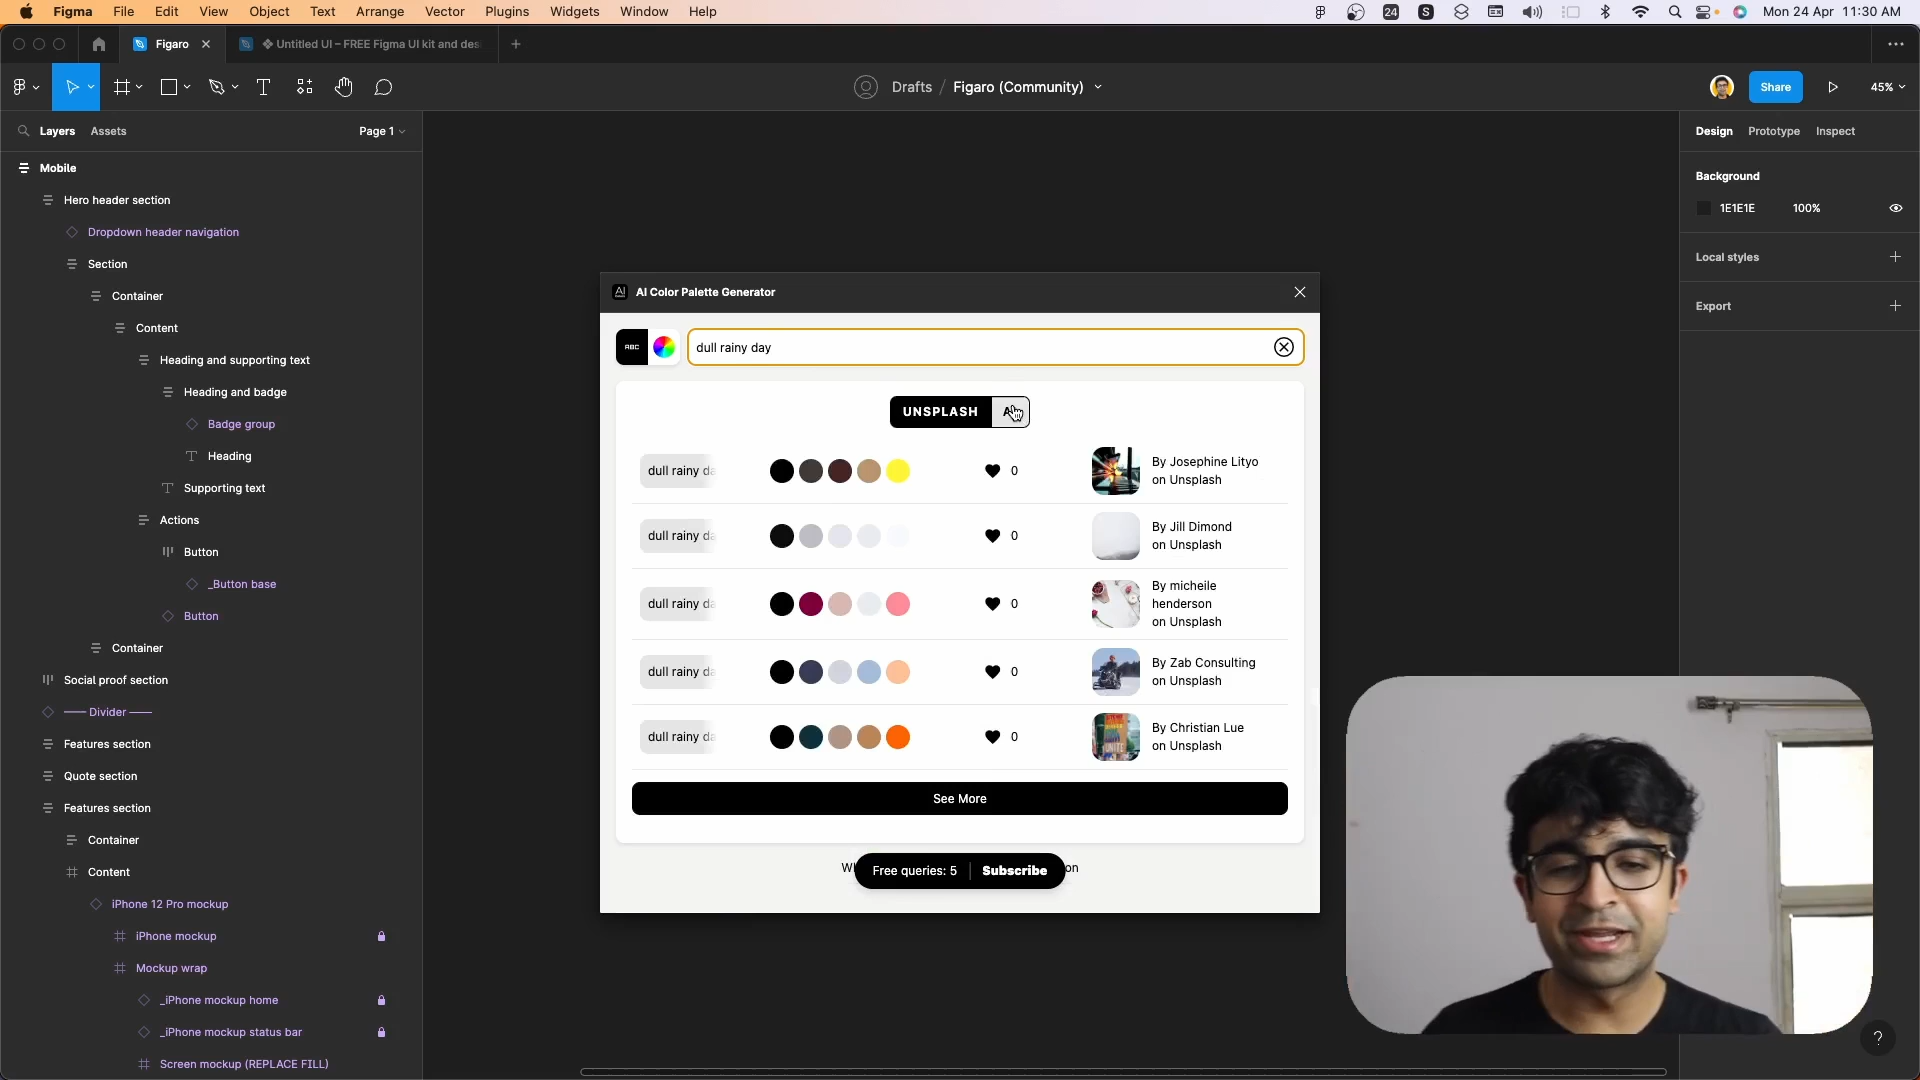 Figma File Edit View Object Text Arrange Vector Plugins Widgets Window Help
24 S Mon 24 Apr 11:30 AM
Figaro
Untitled UI – FREE Figma UI kit and des
Drafts / Figaro (Community)
Share
45%
Layers Assets Page 1
Mobile
Hero header section
Dropdown header navigation
Section
Container
Content
Heading and supporting text
Heading and badge
Badge group
Heading
Supporting text
Actions
Button
_Button base
Button
Container
Social proof section
—— Divider ——
Features section
Quote section
Features section
Container
Content
iPhone 12 Pro mockup
iPhone mockup
Mockup wrap
_iPhone mockup home
_iPhone mockup status bar
Screen mockup (REPLACE FILL)
AI AI Color Palette Generator
ABC dull rainy day
UNSPLASH
dull rainy da 0 By Josephine Lityo
on Unsplash
dull rainy da 0 By Jill Dimond
on Unsplash
dull rainy da 0 By micheile
henderson
on Unsplash
dull rainy da 0 By Zab Consulting
on Unsplash
dull rainy da 0 By Christian Lue
on Unsplash
See More
Free queries: 5 Subscribe
Design Prototype Inspect
Background
1E1E1E 100%
Local styles
Export
?